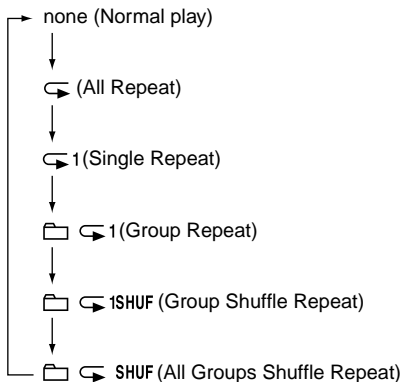 none (Normal play)
(All Repeat)
1 (Single Repeat)
1 (Group Repeat)
1SHUF (Group Shuffle Repeat)
SHUF (All Groups Shuffle Repeat)